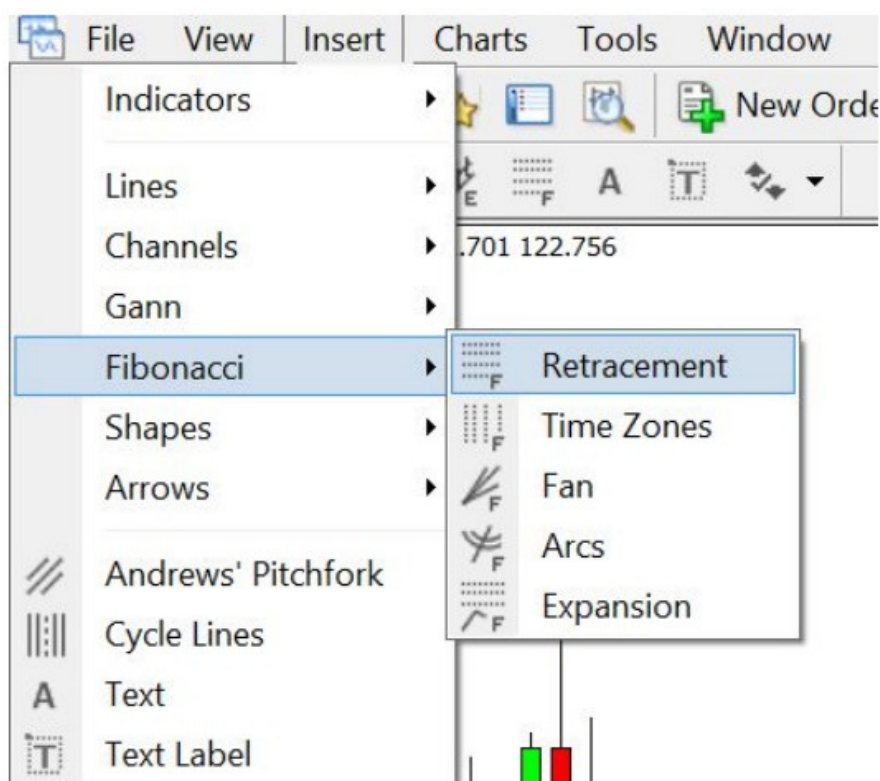 File View Insert Charts Tools Window
Indicators
New Orde
Lines
E F A T
Channels
.701 122.756
Gann
Fibonacci
F Retracement
Shapes
F Time Zones
Arrows
F Fan
F Arcs
Andrews' Pitchfork
F Expansion
Cycle Lines
A Text
T Text Label